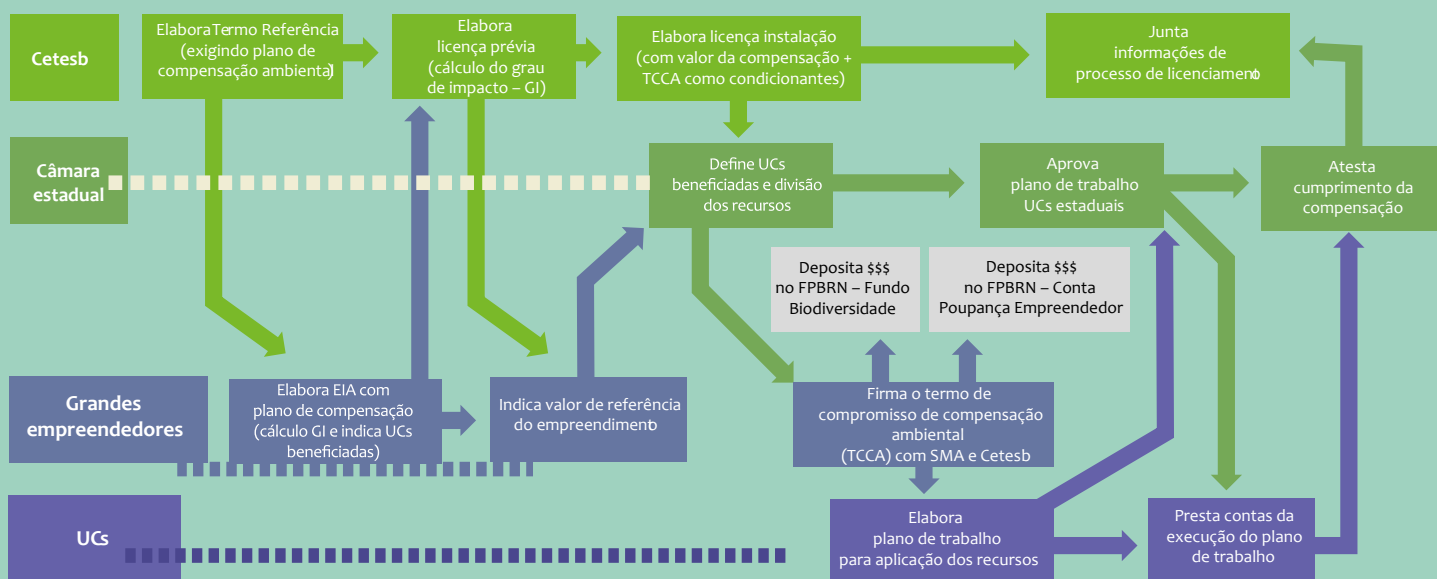 Cetesb
Elabora Termo Referência
(exigindo plano de
compensação ambiental)
Elabora
licença prévia
(cálculo do grau
de impacto – GI)
Elabora licença instalação
(com valor da compensação +
TCCA como condicionantes)
Junta
informações de
processo de licenciamento
Câmara
estadual
Define UCs
beneficiadas e divisão
dos recursos
Aprova
plano de trabalho
UCs estaduais
Atesta
cumprimento da
compensação
Deposita $$$
no FPBRN – Fundo
Biodiversidade
Deposita $$$
no FPBRN – Conta
Poupança Empreendedor
Grandes
empreendedores
Elabora EIA com
plano de compensação
(cálculo GI e indica UCs
beneficiadas)
Indica valor de referência
do empreendimento
Firma o termo de
compromisso de compensação
ambiental
(TCCA) com SMA e Cetesb
UCs
Elabora
plano de trabalho
para aplicação dos recursos
Presta contas da
execução do plano
de trabalho